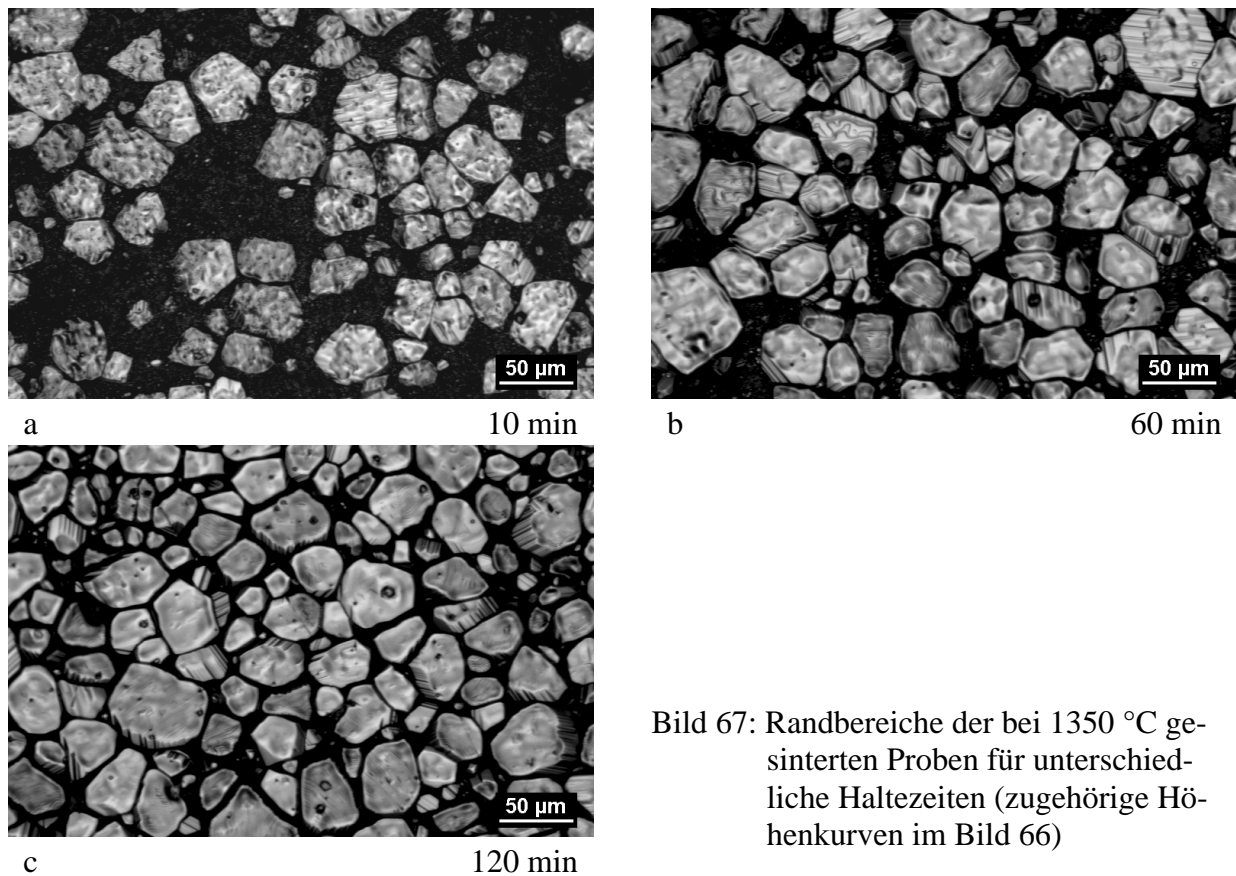 50 µm
50 µm
a 10 min
b 60 min
50 µm
c 120 min
Bild 67: Randbereiche der bei 1350 °C ge-
sinterten Proben für unterschied-
liche Haltezeiten (zugehörige Hö-
henkurven im Bild 66)